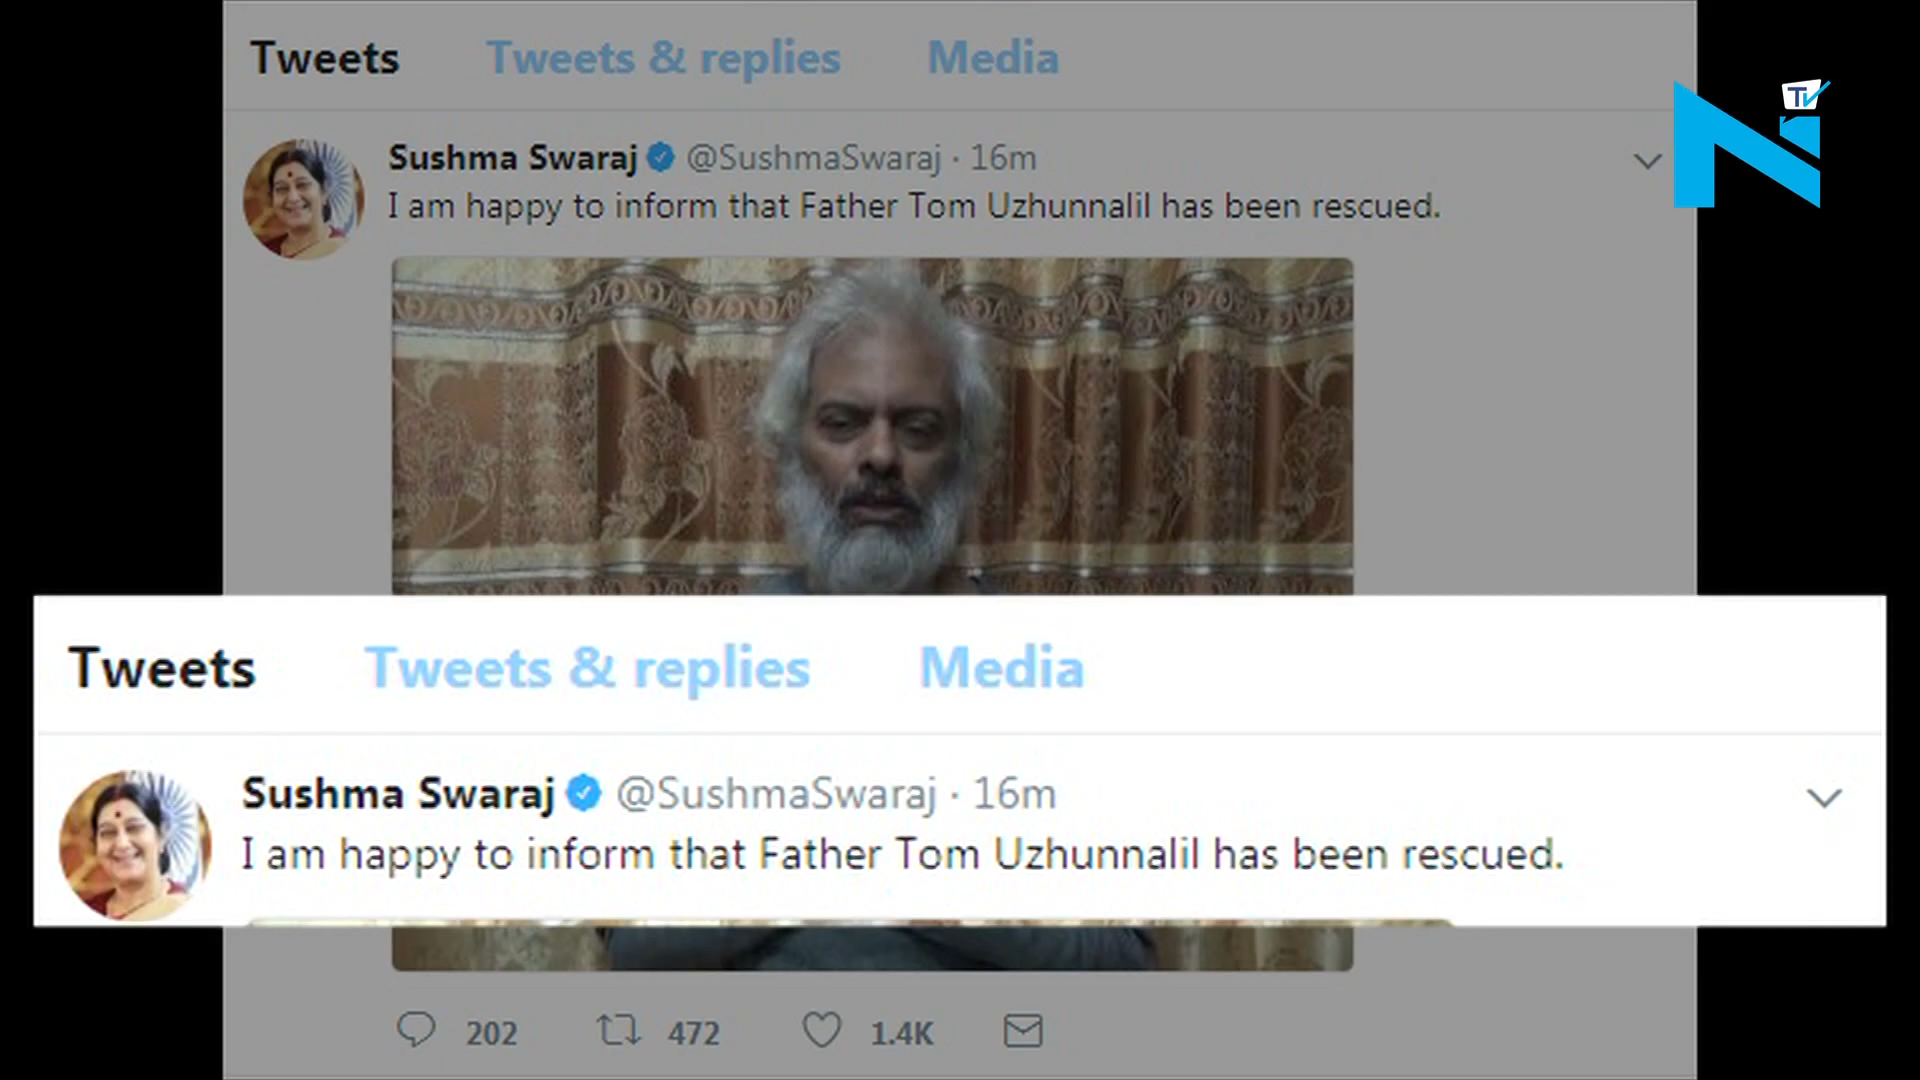 Tweets Tweets & replies Media
TV
Sushma Swaraj @SushmaSwaraj · 16m
I am happy to inform that Father Tom Uzhunnalil has been rescued.
Tweets Tweets & replies Media
Sushma Swaraj @SushmaSwaraj · 16m
I am happy to inform that Father Tom Uzhunnalil has been rescued.
202 472 1.4K